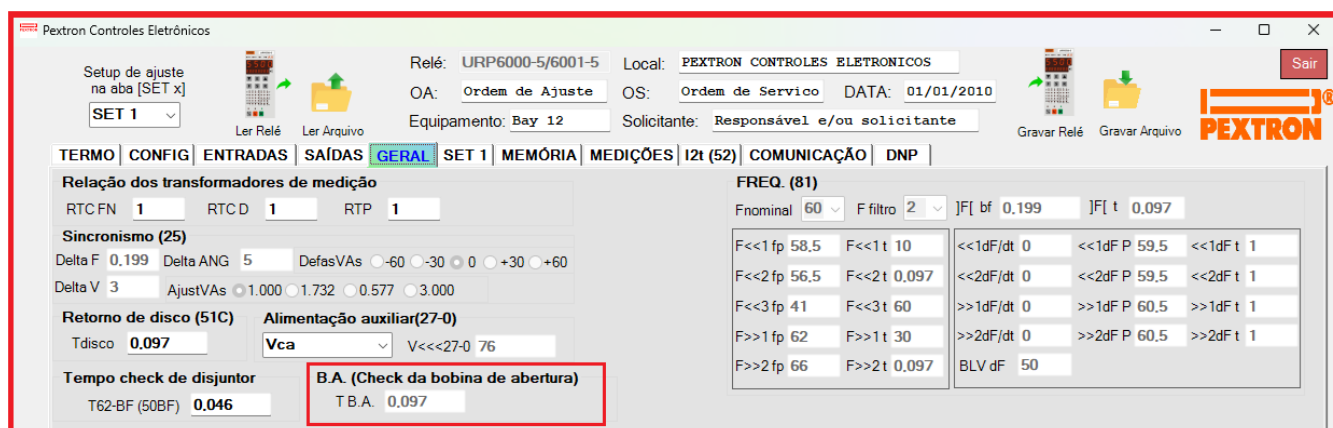 Pextron Controles Eletrônicos
Setup de ajuste
na aba [SET x]
SET 1
Ler Relé
Ler Arquivo
Relé: URP6000-5/6001-5
Local: PEXTRON CONTROLES ELETRONICOS
OA: Ordem de Ajuste
OS: Ordem de Servico
DATA: 01/01/2010
Equipamento: Bay 12
Solicitante: Responsável e/ou solicitante
Gravar Relé
Gravar Arquivo
Sair
PEXTRON®
TERMO CONFIG ENTRADAS SAÍDAS GERAL SET 1 MEMÓRIA MEDIÇÕES I2t (52) COMUNICAÇÃO DNP
Relação dos transformadores de medição
RTC FN 1 RTC D 1 RTP 1
Sincronismo (25)
Delta F 0,199 Delta ANG 5 DefasVAs -60 -30 0 +30 +60
Delta V 3 AjustVAs 1.000 1.732 0.577 3.000
Retorno de disco (51C)
Tdisco 0,097
Alimentação auxiliar(27-0)
Vca V<<<27-0 76
Tempo check de disjuntor
T62-BF (50BF) 0,046
B.A. (Check da bobina de abertura)
T B.A. 0,097
FREQ. (81)
Fnominal 60 F filtro 2 ]F[ bf 0,199 ]F[ t 0,097
F<<1 fp 58,5 F<<1 t 10 <<1dF/dt 0 <<1dF P 59,5 <<1dF t 1
F<<2 fp 56,5 F<<2 t 0,097 <<2dF/dt 0 <<2dF P 59,5 <<2dF t 1
F<<3 fp 41 F<<3 t 60 >>1dF/dt 0 >>1dF P 60,5 >>1dF t 1
F>>1 fp 62 F>>1 t 30 >>2dF/dt 0 >>2dF P 60,5 >>2dF t 1
F>>2 fp 66 F>>2 t 0,097 BLV dF 50